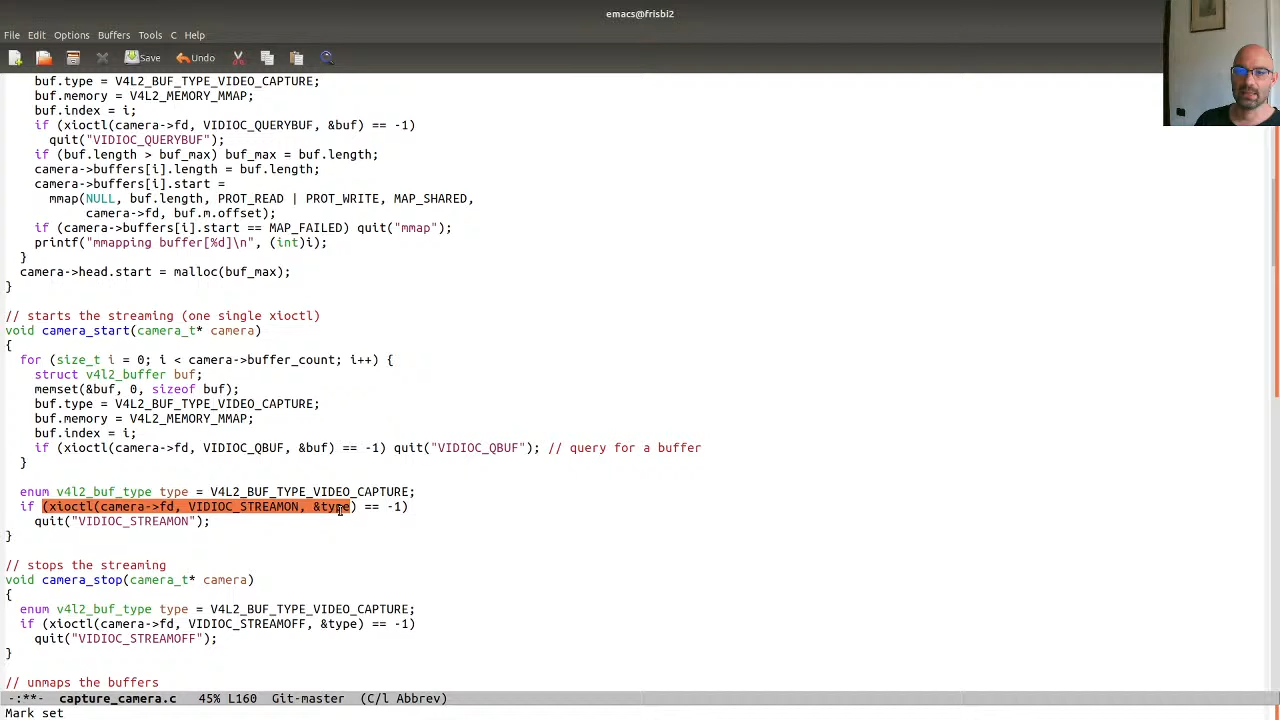 emacs@frisbi2
File Edit Options Buffers Tools C Help
Save Undo
buf.type = V4L2_BUF_TYPE_VIDEO_CAPTURE;
buf.memory = V4L2_MEMORY_MMAP;
buf.index = i;
if (xioctl(camera->fd, VIDIOC_QUERYBUF, &buf) == -1)
quit("VIDIOC_QUERYBUF");
if (buf.length > buf_max) buf_max = buf.length;
camera->buffers[i].length = buf.length;
camera->buffers[i].start =
mmap(NULL, buf.length, PROT_READ | PROT_WRITE, MAP_SHARED,
camera->fd, buf.m.offset);
if (camera->buffers[i].start == MAP_FAILED) quit("mmap");
printf("mmapping buffer[%d]\n", (int)i);
}
camera->head.start = malloc(buf_max);
}
// starts the streaming (one single xioctl)
void camera_start(camera_t* camera)
{
for (size_t i = 0; i < camera->buffer_count; i++) {
struct v4l2_buffer buf;
memset(&buf, 0, sizeof buf);
buf.type = V4L2_BUF_TYPE_VIDEO_CAPTURE;
buf.memory = V4L2_MEMORY_MMAP;
buf.index = i;
if (xioctl(camera->fd, VIDIOC_QBUF, &buf) == -1) quit("VIDIOC_QBUF"); // query for a buffer
}
enum v4l2_buf_type type = V4L2_BUF_TYPE_VIDEO_CAPTURE;
if (xioctl(camera->fd, VIDIOC_STREAMON, &type) == -1)
quit("VIDIOC_STREAMON");
}
// stops the streaming
void camera_stop(camera_t* camera)
{
enum v4l2_buf_type type = V4L2_BUF_TYPE_VIDEO_CAPTURE;
if (xioctl(camera->fd, VIDIOC_STREAMOFF, &type) == -1)
quit("VIDIOC_STREAMOFF");
}
// unmaps the buffers
-:**- capture_camera.c 45% L160 Git-master (C/l Abbrev)
Mark set